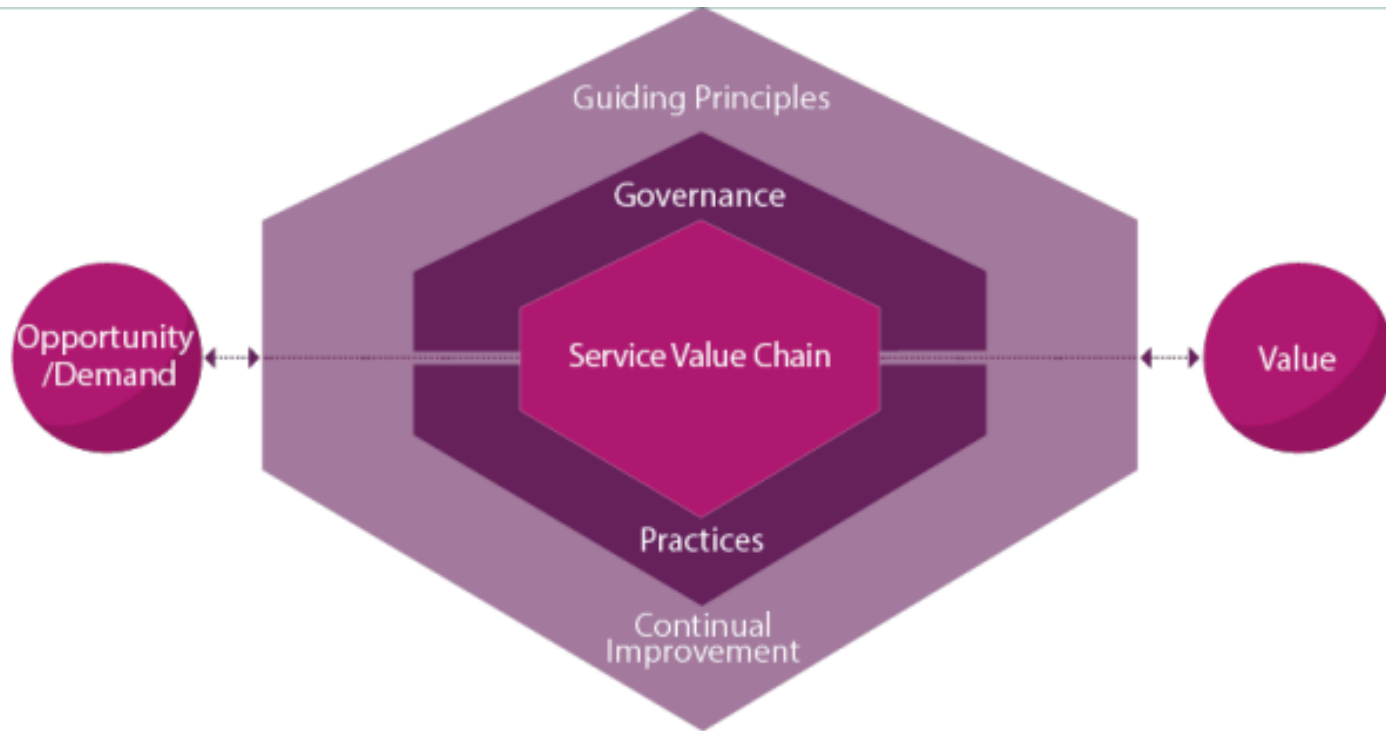 Guiding Principles
Governance
Opportunity
/Demand
Service Value Chain
Value
Practices
Continual
Improvement